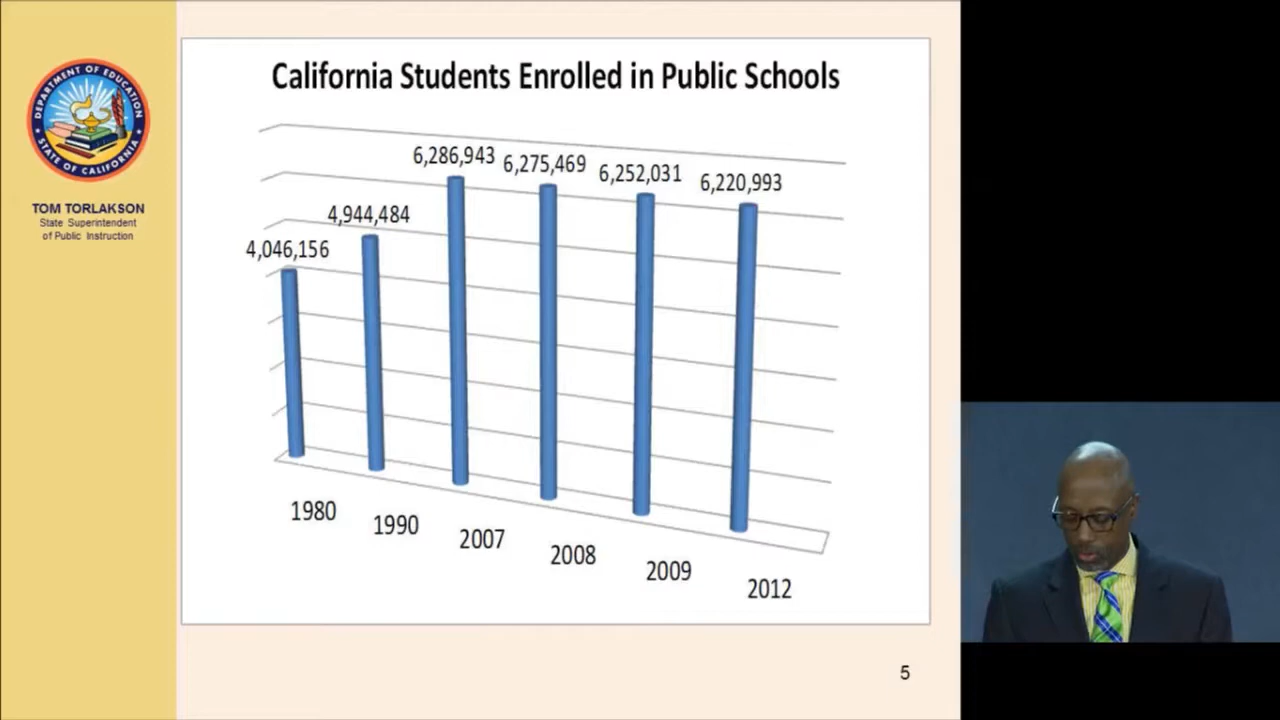 DEPARTMENT OF EDUCATION
STATE OF CALIFORNIA
TOM TORLAKSON
State Superintendent
of Public Instruction
California Students Enrolled in Public Schools
4,046,156
4,944,484
6,286,943
6,275,469
6,252,031
6,220,993
1980
1990
2007
2008
2009
2012
5